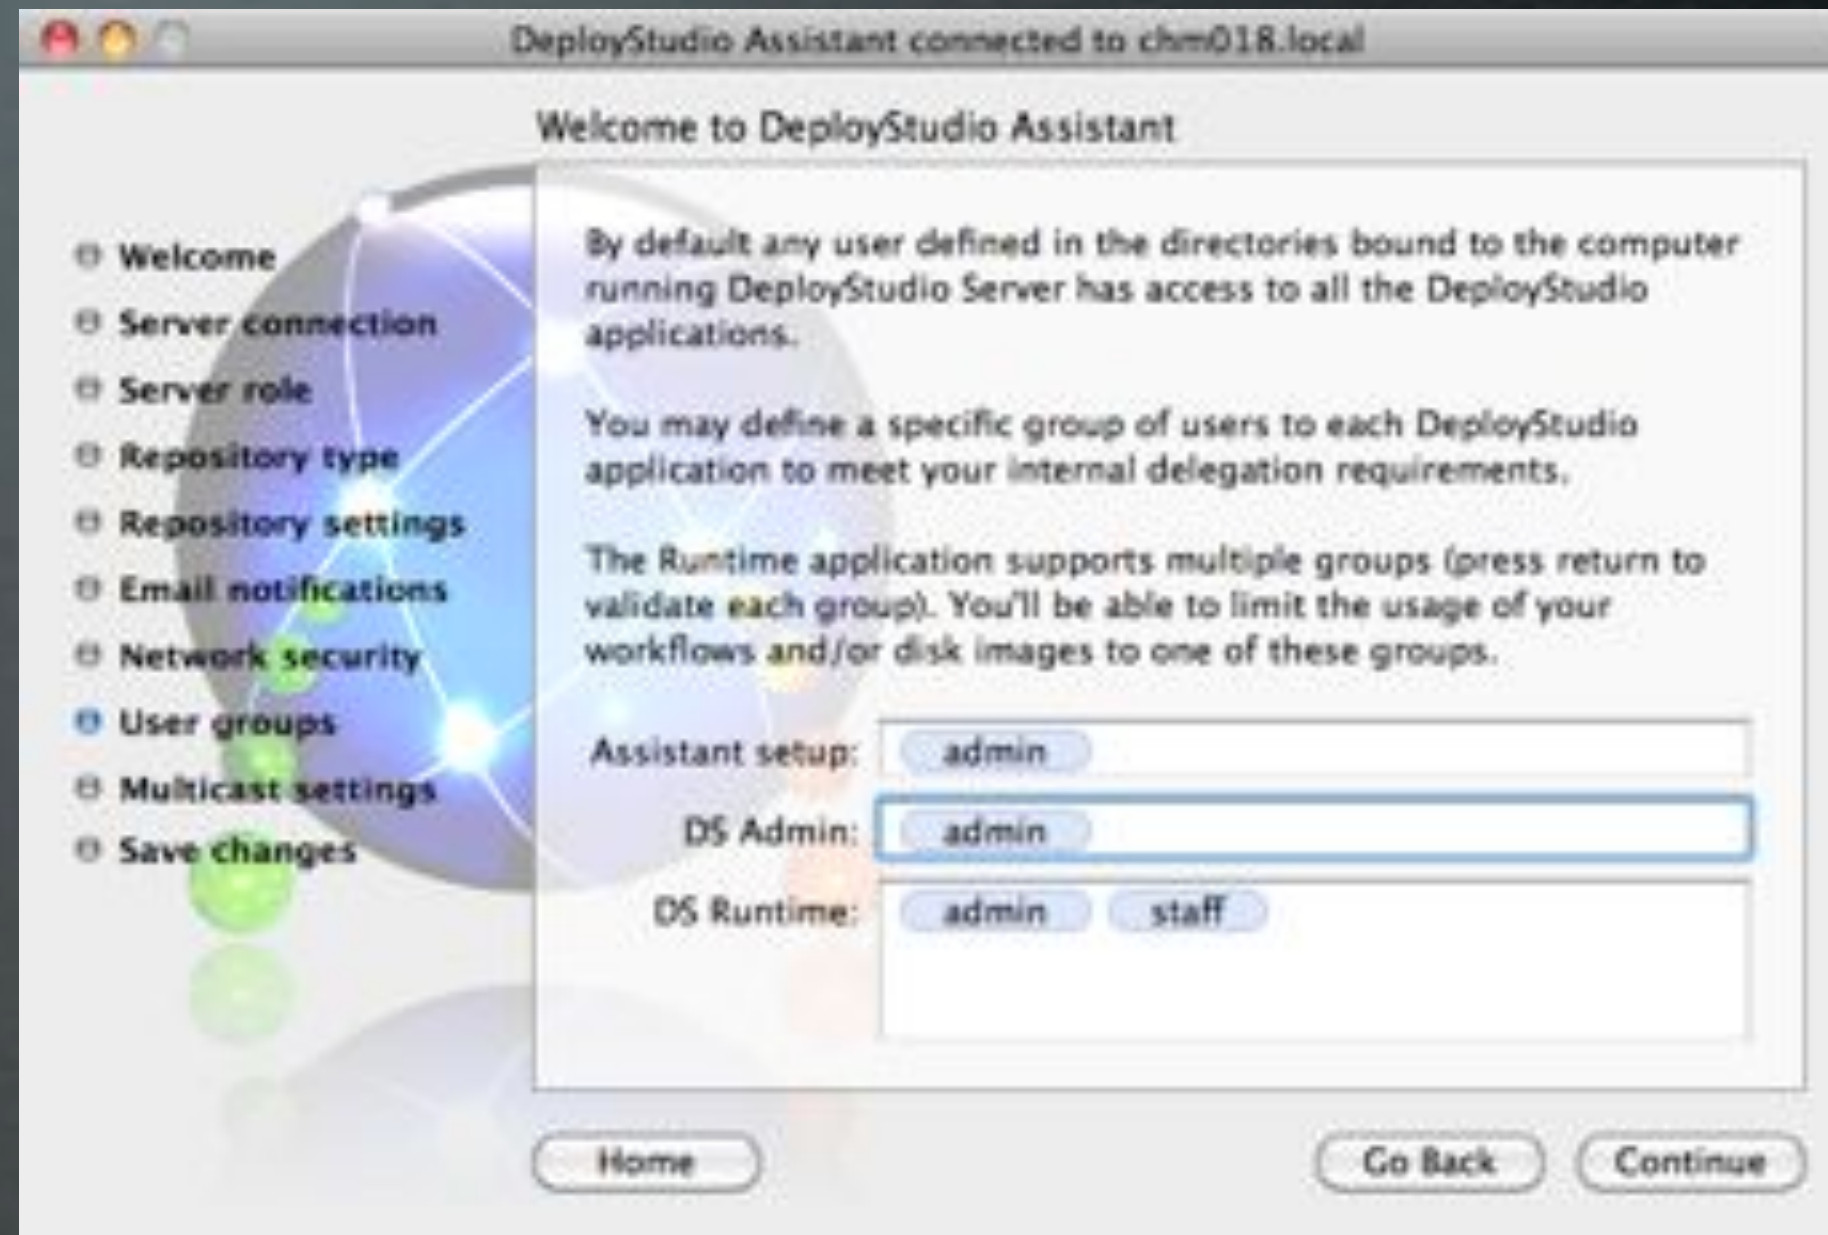 DeployStudio Assistant connected to chm018.local
Welcome to DeployStudio Assistant
Welcome
Server connection
Server role
Repository type
Repository settings
Email notifications
Network security
User groups
Multicast settings
Save changes
By default any user defined in the directories bound to the computer
running DeployStudio Server has access to all the DeployStudio
applications.
You may define a specific group of users to each DeployStudio
application to meet your internal delegation requirements.
The Runtime application supports multiple groups (press return to
validate each group). You'll be able to limit the usage of your
workflows and/or disk images to one of these groups.
Assistant setup: admin
DS Admin: admin
DS Runtime: admin staff
Home Go Back Continue